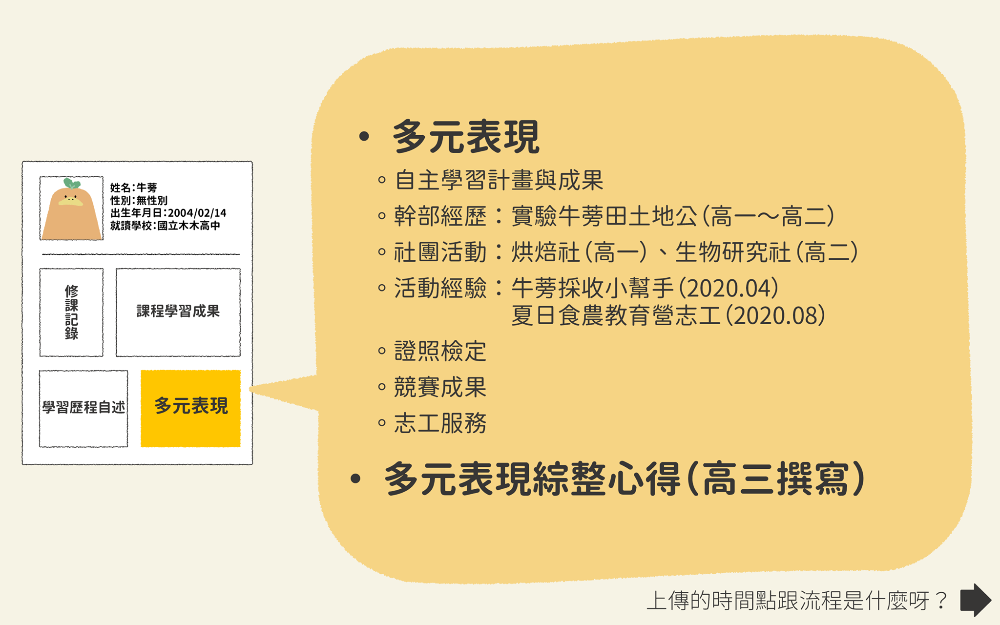 姓名：牛蒡
性別：無性別
出生年月日：2004/02/14
就讀學校：國立木木高中
修課記錄
課程學習成果
學習歷程自述
多元表現
• 多元表現
◦ 自主學習計畫與成果
◦ 幹部經歷：實驗牛蒡田土地公（高一～高二）
◦ 社團活動：烘焙社（高一）、生物研究社（高二）
◦ 活動經驗：牛蒡採收小幫手（2020.04）
夏日食農教育營志工（2020.08）
◦ 證照檢定
◦ 競賽成果
◦ 志工服務
• 多元表現綜整心得（高三撰寫）
上傳的時間點跟流程是什麼呀？